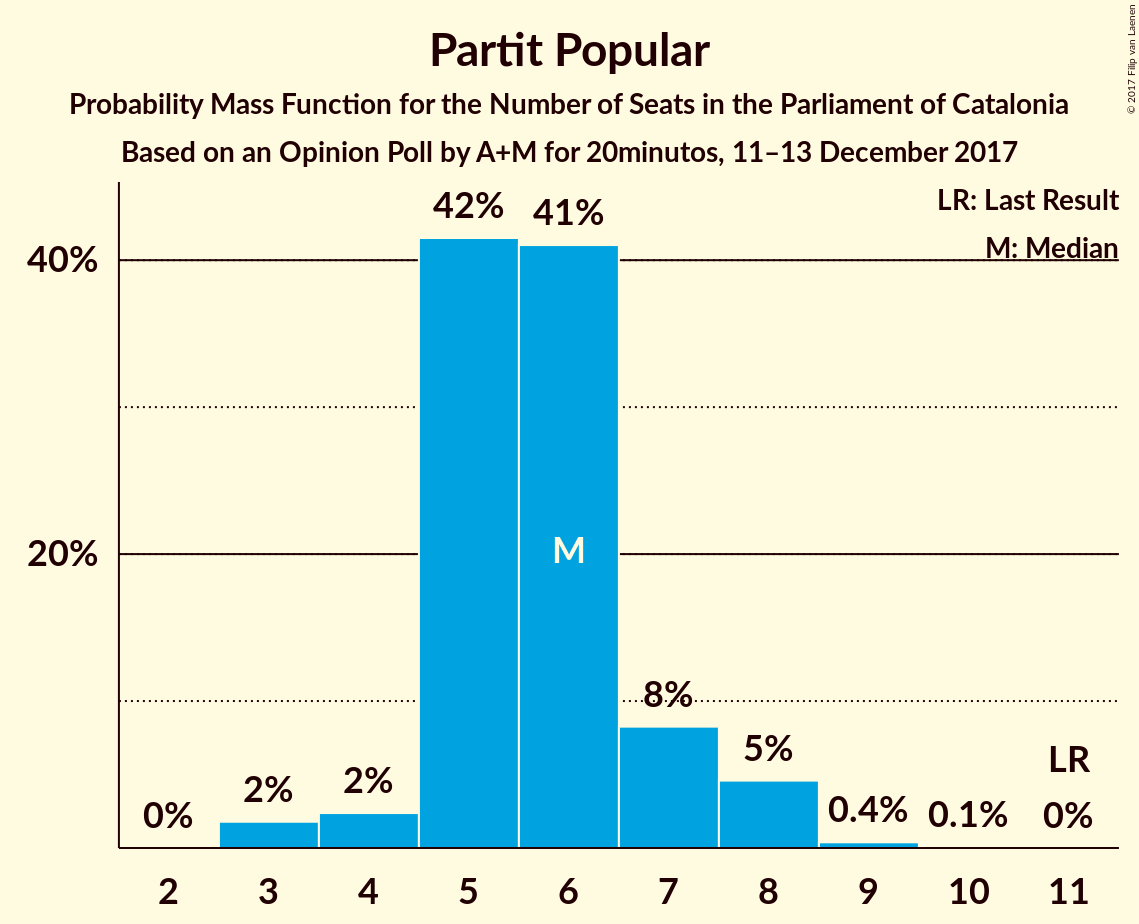 Partit Popular
Probability Mass Function for the Number of Seats in the Parliament of Catalonia
Based on an Opinion Poll by A+M for 20minutos, 11–13 December 2017
© 2017 Filip van Laenen
LR: Last Result
M: Median
40%
20%
0%
2%
2%
42%
41%
M
8%
5%
0.4%
0.1%
LR
0%
2 3 4 5 6 7 8 9 10 11